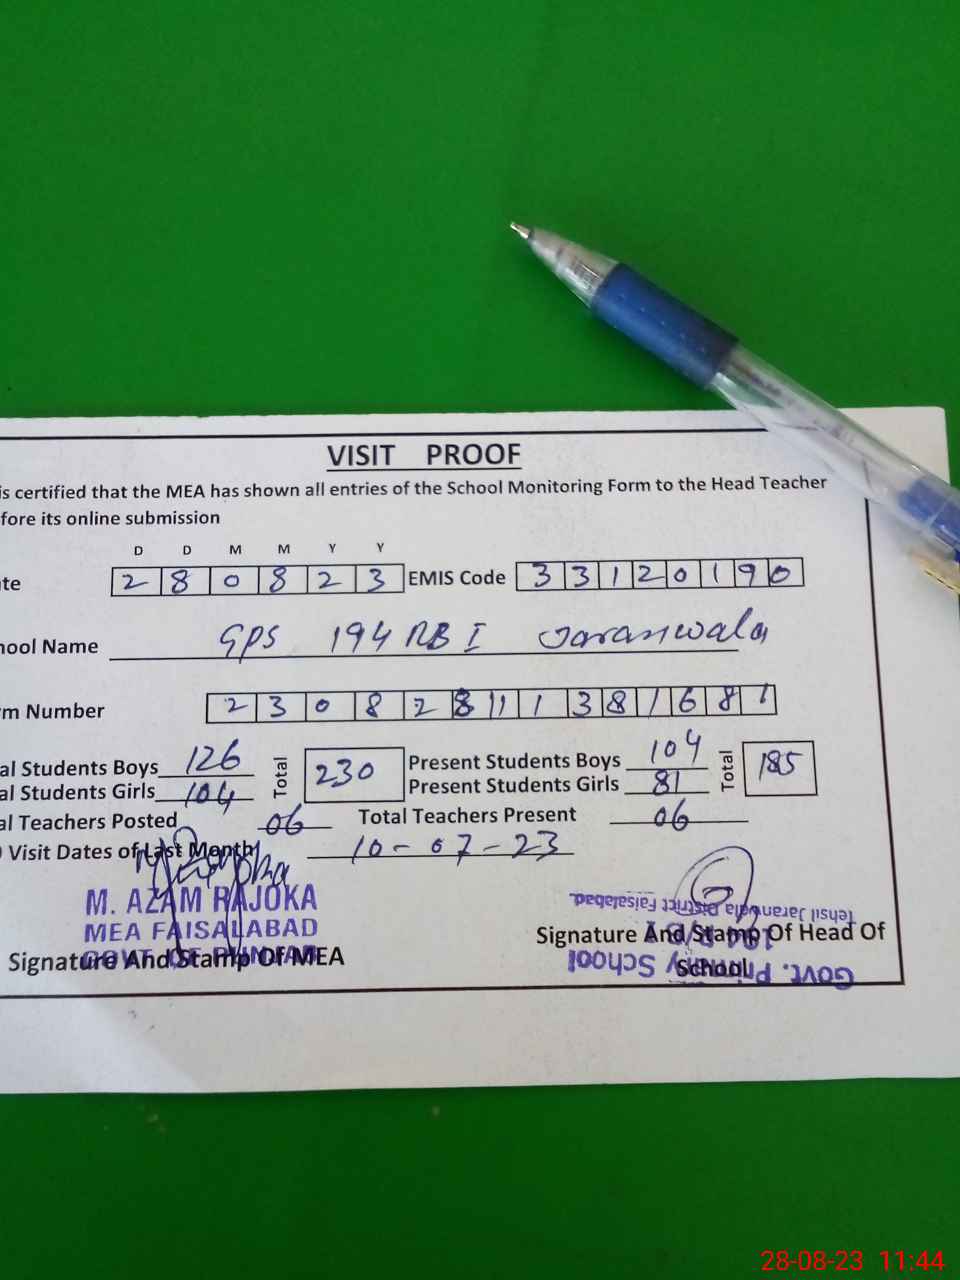 VISIT PROOF
is certified that the MEA has shown all entries of the School Monitoring Form to the Head Teacher
fore its online submission
D D M M Y Y
te 2 8 0 8 2 3 EMIS Code 3 3 1 2 0 1 9 0
hool Name GPS 194 RB I Jaranwala
m Number 2 3 0 8 2 8 1 1 3 8 1 6 8 1
al Students Boys 126 Total 230 Present Students Boys 104 Total 185
al Students Girls 104 Present Students Girls 81
al Teachers Posted 06 Total Teachers Present 06
Visit Dates of Last Month 10-07-23
M. AZAM RAJOKA
MEA FAISALABAD
GOVT. OF PUNJAB
Signature And Stamp Of MEA
Signature And Stamp Of Head Of
School
Govt. Primary School
194 R/B I
Tehsil Jaranwala District Faisalabad.
28-08-23 11:44